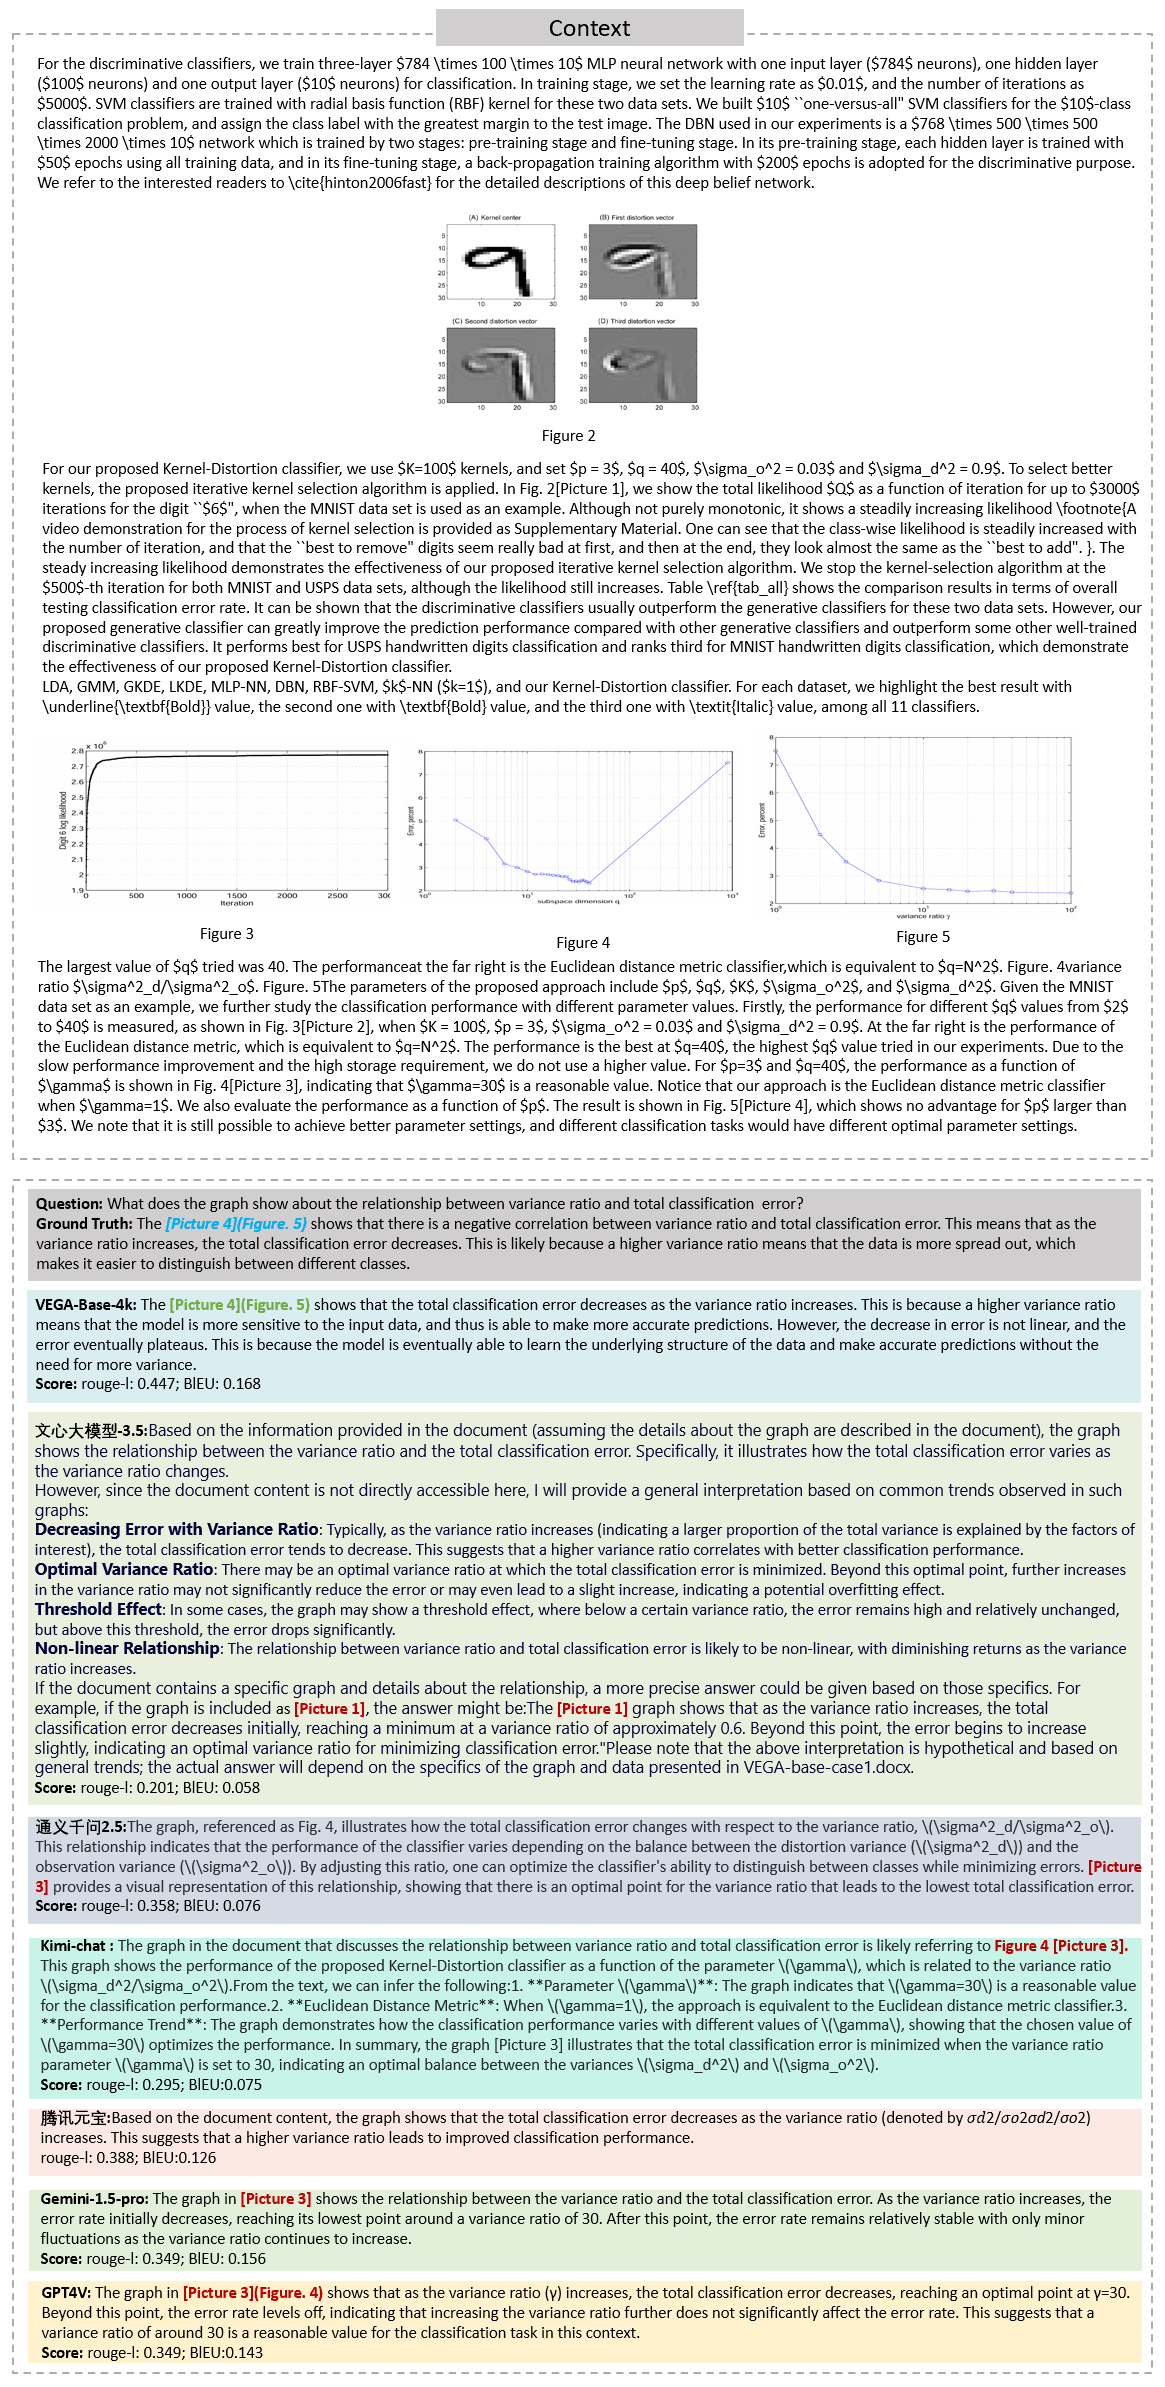 Context
For the discriminative classifiers, we train three-layer $784 \times 100 \times 10$ MLP neural network with one input layer ($784$ neurons), one hidden layer
($100$ neurons) and one output layer ($10$ neurons) for classification. In training stage, we set the learning rate as $0.01$, and the number of iterations as
$5000$. SVM classifiers are trained with radial basis function (RBF) kernel for these two data sets. We built $10$ ``one-versus-all" SVM classifiers for the $10$-class
classification problem, and assign the class label with the greatest margin to the test image. The DBN used in our experiments is a $768 \times 500 \times 500
\times 2000 \times 10$ network which is trained by two stages: pre-training stage and fine-tuning stage. In its pre-training stage, each hidden layer is trained with
$50$ epochs using all training data, and in its fine-tuning stage, a back-propagation training algorithm with $200$ epochs is adopted for the discriminative purpose.
We refer to the interested readers to \cite{hinton2006fast} for the detailed descriptions of this deep belief network.
(A) Kernel center
(B) First distortion vector
5
10
15
20
25
30
10 20 30
5
10
15
20
25
30
10 20 30
(C) Second distortion vector
(D) Third distortion vector
5
10
15
20
25
30
10 20 30
5
10
15
20
25
30
10 20 30
Figure 2
For our proposed Kernel-Distortion classifier, we use $K=100$ kernels, and set $p = 3$, $q = 40$, $\sigma_o^2 = 0.03$ and $\sigma_d^2 = 0.9$. To select better
kernels, the proposed iterative kernel selection algorithm is applied. In Fig. 2[Picture 1], we show the total likelihood $Q$ as a function of iteration for up to $3000$
iterations for the digit ``$6$", when the MNIST data set is used as an example. Although not purely monotonic, it shows a steadily increasing likelihood \footnote{A
video demonstration for the process of kernel selection is provided as Supplementary Material. One can see that the class-wise likelihood is steadily increased with
the number of iteration, and that the ``best to remove" digits seem really bad at first, and then at the end, they look almost the same as the ``best to add". }. The
steady increasing likelihood demonstrates the effectiveness of our proposed iterative kernel selection algorithm. We stop the kernel-selection algorithm at the
$500$-th iteration for both MNIST and USPS data sets, although the likelihood still increases. Table \ref{tab_all} shows the comparison results in terms of overall
testing classification error rate. It can be shown that the discriminative classifiers usually outperform the generative classifiers for these two data sets. However, our
proposed generative classifier can greatly improve the prediction performance compared with other generative classifiers and outperform some other well-trained
discriminative classifiers. It performs best for USPS handwritten digits classification and ranks third for MNIST handwritten digits classification, which demonstrate
the effectiveness of our proposed Kernel-Distortion classifier.
LDA, GMM, GKDE, LKDE, MLP-NN, DBN, RBF-SVM, $k$-NN ($k=1$), and our Kernel-Distortion classifier. For each dataset, we highlight the best result with
\underline{\textbf{Bold}} value, the second one with \textbf{Bold} value, and the third one with \textit{Italic} value, among all 11 classifiers.
x 10⁶
2.8
2.7
2.6
2.5
2.4
2.3
2.2
2.1
2
1.9
Digit 6 log likelihood
0 500 1000 1500 2000 2500 300
Iteration
Figure 3
8
7
6
5
4
3
2
Error, percent
10⁰ 10¹ 10² 10³
subspace dimension q
Figure 4
8
7
6
5
4
3
2
Error, percent
10⁰ 10¹ 10²
variance ratio γ
Figure 5
The largest value of $q$ tried was 40. The performanceat the far right is the Euclidean distance metric classifier,which is equivalent to $q=N^2$. Figure. 4variance
ratio $\sigma^2_d/\sigma^2_o$. Figure. 5The parameters of the proposed approach include $p$, $q$, $K$, $\sigma_o^2$, and $\sigma_d^2$. Given the MNIST
data set as an example, we further study the classification performance with different parameter values. Firstly, the performance for different $q$ values from $2$
to $40$ is measured, as shown in Fig. 3[Picture 2], when $K = 100$, $p = 3$, $\sigma_o^2 = 0.03$ and $\sigma_d^2 = 0.9$. At the far right is the performance of
the Euclidean distance metric, which is equivalent to $q=N^2$. The performance is the best at $q=40$, the highest $q$ value tried in our experiments. Due to the
slow performance improvement and the high storage requirement, we do not use a higher value. For $p=3$ and $q=40$, the performance as a function of
$\gamma$ is shown in Fig. 4[Picture 3], indicating that $\gamma=30$ is a reasonable value. Notice that our approach is the Euclidean distance metric classifier
when $\gamma=1$. We also evaluate the performance as a function of $p$. The result is shown in Fig. 5[Picture 4], which shows no advantage for $p$ larger than
$3$. We note that it is still possible to achieve better parameter settings, and different classification tasks would have different optimal parameter settings.
Question: What does the graph show about the relationship between variance ratio and total classification error?
Ground Truth: The [Picture 4](Figure. 5) shows that there is a negative correlation between variance ratio and total classification error. This means that as the
variance ratio increases, the total classification error decreases. This is likely because a higher variance ratio means that the data is more spread out, which
makes it easier to distinguish between different classes.
VEGA-Base-4k: The [Picture 4](Figure. 5) shows that the total classification error decreases as the variance ratio increases. This is because a higher variance ratio
means that the model is more sensitive to the input data, and thus is able to make more accurate predictions. However, the decrease in error is not linear, and the
error eventually plateaus. This is because the model is eventually able to learn the underlying structure of the data and make accurate predictions without the
need for more variance.
Score: rouge-l: 0.447; BlEU: 0.168
文心大模型-3.5:Based on the information provided in the document (assuming the details about the graph are described in the document), the graph
shows the relationship between the variance ratio and the total classification error. Specifically, it illustrates how the total classification error varies as
the variance ratio changes.
However, since the document content is not directly accessible here, I will provide a general interpretation based on common trends observed in such
graphs:
Decreasing Error with Variance Ratio: Typically, as the variance ratio increases (indicating a larger proportion of the total variance is explained by the factors of
interest), the total classification error tends to decrease. This suggests that a higher variance ratio correlates with better classification performance.
Optimal Variance Ratio: There may be an optimal variance ratio at which the total classification error is minimized. Beyond this optimal point, further increases
in the variance ratio may not significantly reduce the error or may even lead to a slight increase, indicating a potential overfitting effect.
Threshold Effect: In some cases, the graph may show a threshold effect, where below a certain variance ratio, the error remains high and relatively unchanged,
but above this threshold, the error drops significantly.
Non-linear Relationship: The relationship between variance ratio and total classification error is likely to be non-linear, with diminishing returns as the variance
ratio increases.
If the document contains a specific graph and details about the relationship, a more precise answer could be given based on those specifics. For
example, if the graph is included as [Picture 1], the answer might be:The [Picture 1] graph shows that as the variance ratio increases, the total
classification error decreases initially, reaching a minimum at a variance ratio of approximately 0.6. Beyond this point, the error begins to increase
slightly, indicating an optimal variance ratio for minimizing classification error."Please note that the above interpretation is hypothetical and based on
general trends; the actual answer will depend on the specifics of the graph and data presented in VEGA-base-case1.docx.
Score: rouge-l: 0.201; BlEU: 0.058
通义千问2.5:The graph, referenced as Fig. 4, illustrates how the total classification error changes with respect to the variance ratio, \(\sigma^2_d/\sigma^2_o\).
This relationship indicates that the performance of the classifier varies depending on the balance between the distortion variance (\(\sigma^2_d\)) and the
observation variance (\(\sigma^2_o\)). By adjusting this ratio, one can optimize the classifier's ability to distinguish between classes while minimizing errors. [Picture
3] provides a visual representation of this relationship, showing that there is an optimal point for the variance ratio that leads to the lowest total classification error.
Score: rouge-l: 0.358; BlEU: 0.076
Kimi-chat : The graph in the document that discusses the relationship between variance ratio and total classification error is likely referring to Figure 4 [Picture 3].
This graph shows the performance of the proposed Kernel-Distortion classifier as a function of the parameter \(\gamma\), which is related to the variance ratio
\(\sigma_d^2/\sigma_o^2\).From the text, we can infer the following:1. **Parameter \(\gamma\)**: The graph indicates that \(\gamma=30\) is a reasonable value
for the classification performance.2. **Euclidean Distance Metric**: When \(\gamma=1\), the approach is equivalent to the Euclidean distance metric classifier.3.
**Performance Trend**: The graph demonstrates how the classification performance varies with different values of \(\gamma\), showing that the chosen value of
\(\gamma=30\) optimizes the performance. In summary, the graph [Picture 3] illustrates that the total classification error is minimized when the variance ratio
parameter \(\gamma\) is set to 30, indicating an optimal balance between the variances \(\sigma_d^2\) and \(\sigma_o^2\).
Score: rouge-l: 0.295; BlEU:0.075
腾讯元宝:Based on the document content, the graph shows that the total classification error decreases as the variance ratio (denoted by σd2/σo2σd2/σo2)
increases. This suggests that a higher variance ratio leads to improved classification performance.
rouge-l: 0.388; BlEU:0.126
Gemini-1.5-pro: The graph in [Picture 3] shows the relationship between the variance ratio and the total classification error. As the variance ratio increases, the
error rate initially decreases, reaching its lowest point around a variance ratio of 30. After this point, the error rate remains relatively stable with only minor
fluctuations as the variance ratio continues to increase.
Score: rouge-l: 0.349; BlEU: 0.156
GPT4V: The graph in [Picture 3](Figure. 4) shows that as the variance ratio (γ) increases, the total classification error decreases, reaching an optimal point at γ=30.
Beyond this point, the error rate levels off, indicating that increasing the variance ratio further does not significantly affect the error rate. This suggests that a
variance ratio of around 30 is a reasonable value for the classification task in this context.
Score: rouge-l: 0.349; BlEU:0.143